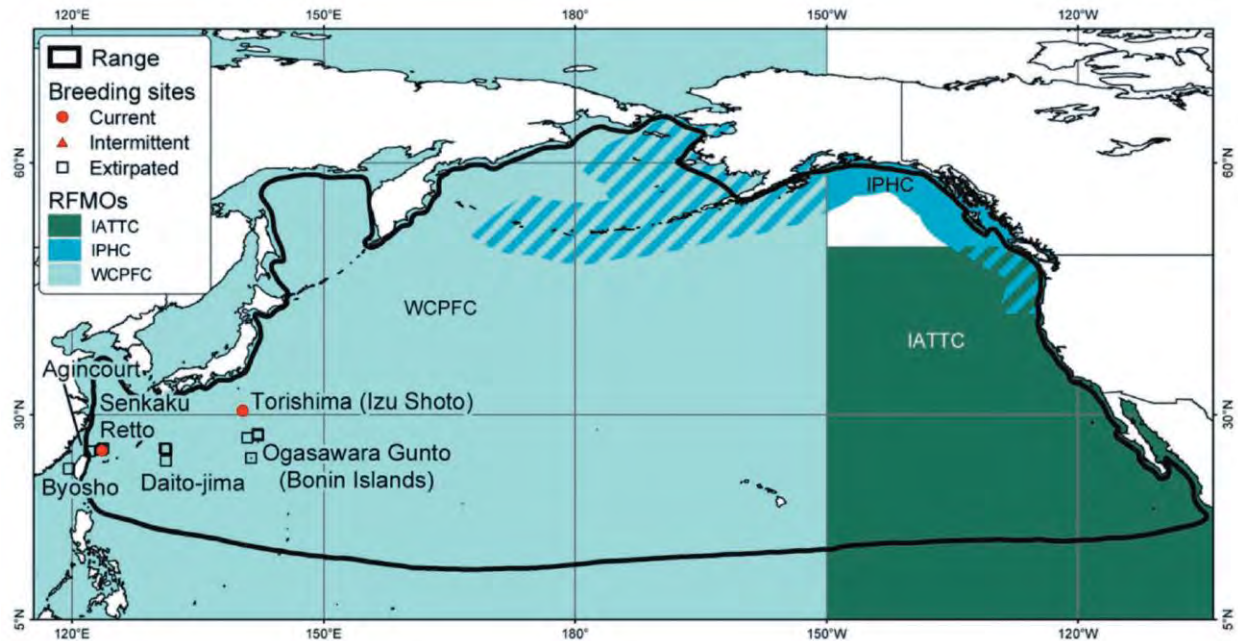 120°E 150°E 180° 150°W 120°W
Range
Breeding sites
Current
Intermittent
Extirpated
RFMOs
IATTC
IPHC
WCPFC
60°N
60°N
IPHC
WCPFC
IATTC
Agincourt
Senkaku
Retto
Torishima (Izu Shoto)
30°N
30°N
Byosho
Daito-jima
Ogasawara Gunto
(Bonin Islands)
5°N
5°N
120°E 150°E 180° 150°W 120°W